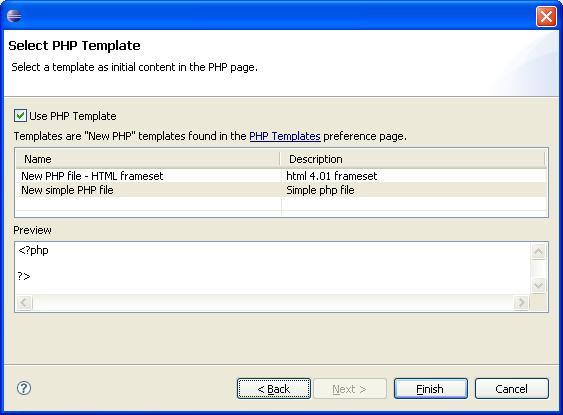 Select PHP Template
Select a template as initial content in the PHP page.
Use PHP Template
Templates are "New PHP" templates found in the PHP Templates preference page.
Name Description
New PHP file - HTML frameset html 4.01 frameset
New simple PHP file Simple php file
Preview
<?php
?>
< Back Next > Finish Cancel